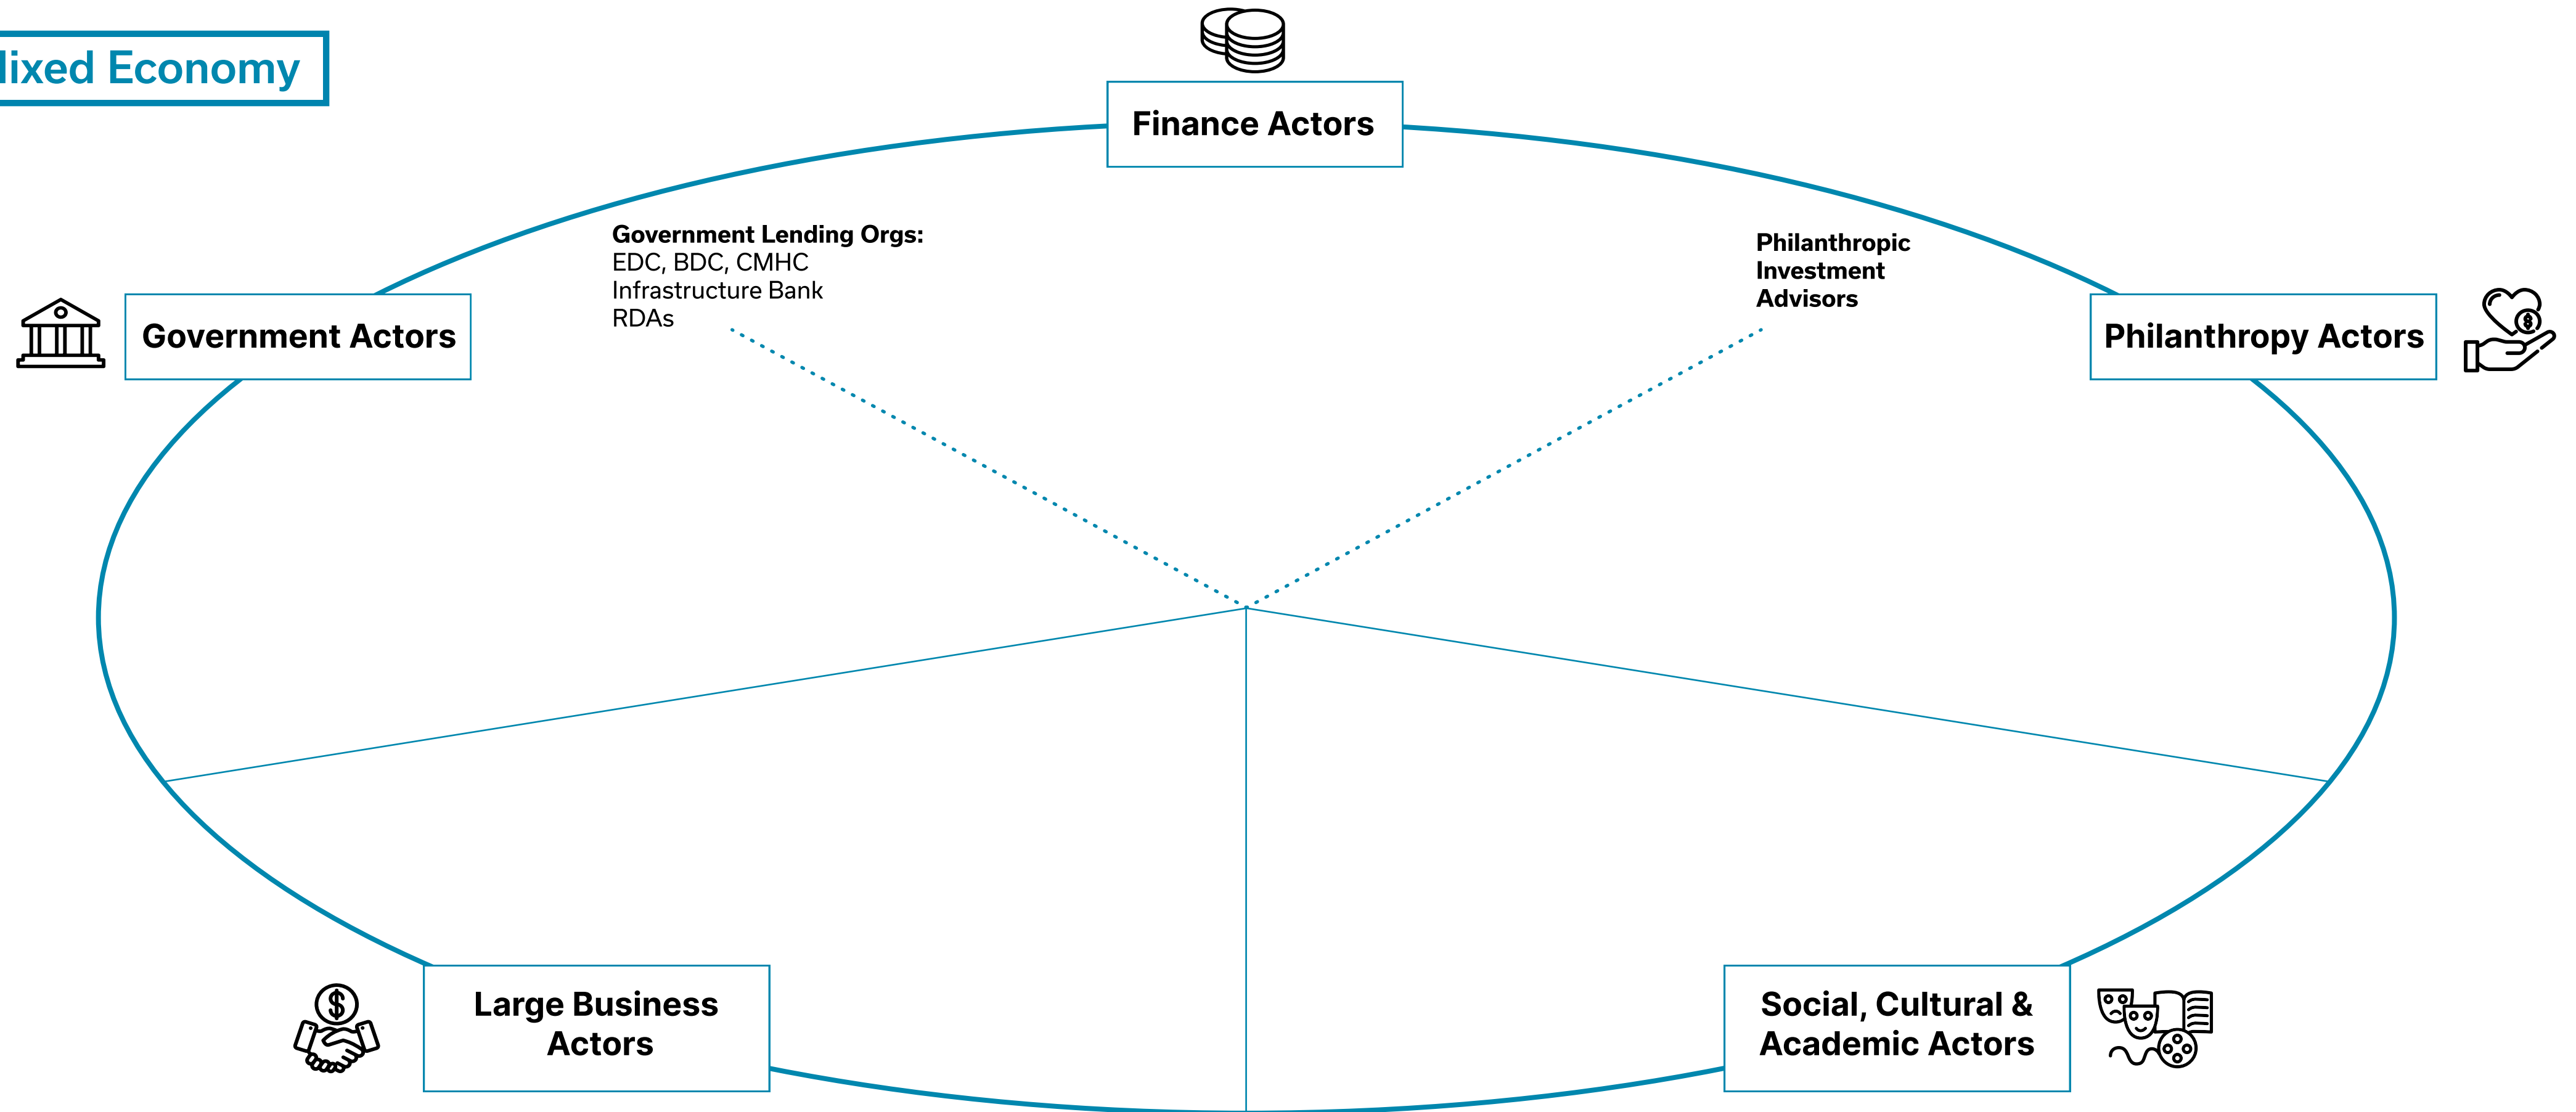 lixed Economy
Finance Actors
Government Lending Orgs:
EDC, BDC, CMHC
Infrastructure Bank
RDAs
Philanthropic
Investment
Advisors
Government Actors
Philanthropy Actors
Large Business
Actors
Social, Cultural &
Academic Actors
$
$